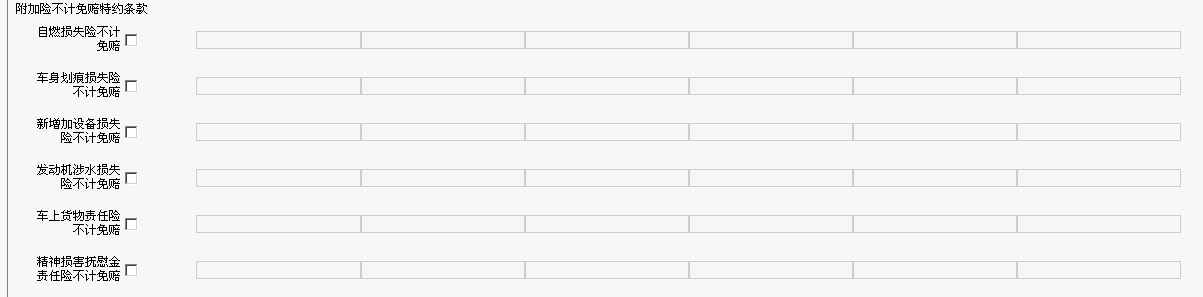 附加险不计免赔特约条款
自燃损失险不计
免赔
车身划痕损失险
不计免赔
新增加设备损失
险不计免赔
发动机涉水损失
险不计免赔
车上货物责任险
不计免赔
精神损害抚慰金
责任险不计免赔